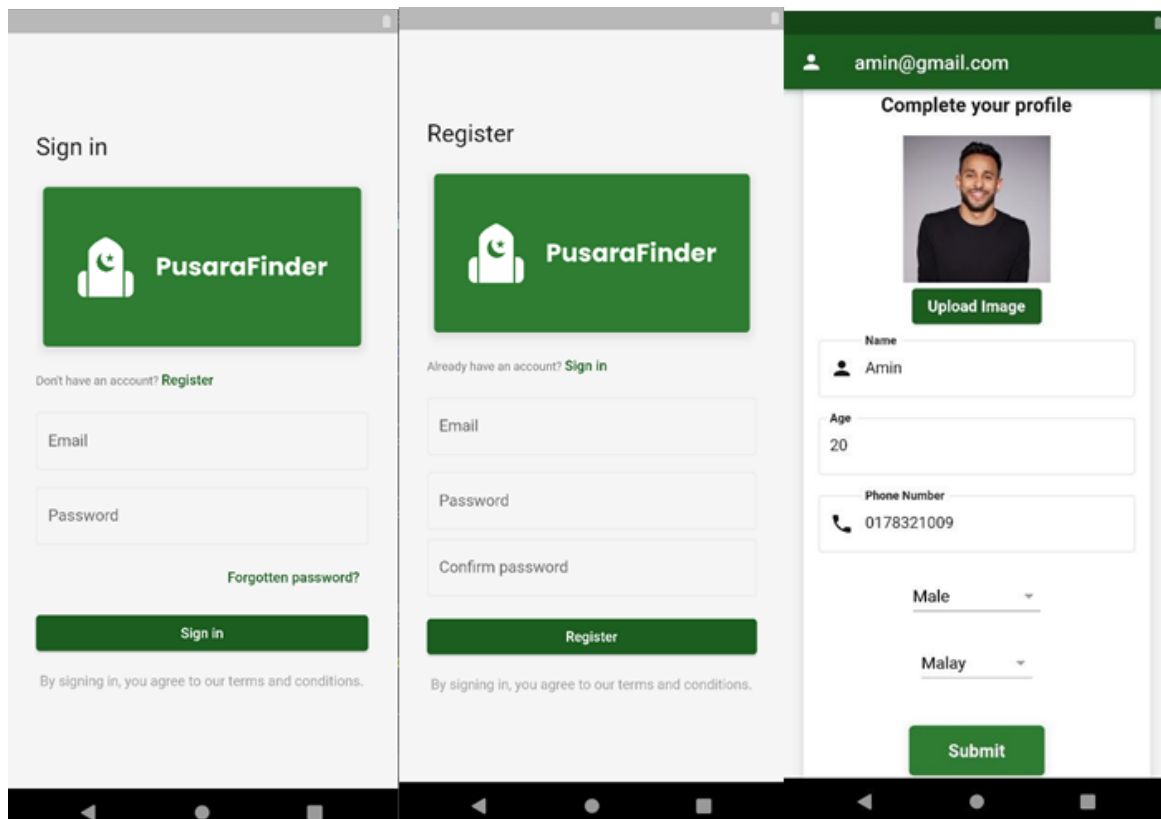 Sign in
PusaraFinder
Don't have an account? Register
Email
Password
Forgotten password?
Sign in
By signing in, you agree to our terms and conditions.
Register
PusaraFinder
Already have an account? Sign in
Email
Password
Confirm password
Register
By signing in, you agree to our terms and conditions.
amin@gmail.com
Complete your profile
Upload Image
Name
Amin
Age
20
Phone Number
0178321009
Male
Malay
Submit